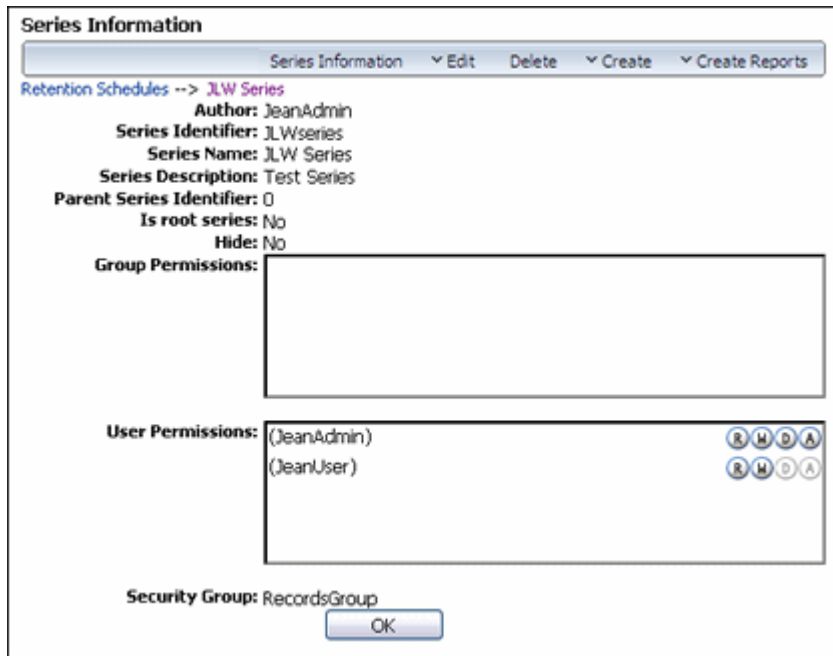 Series Information
Series Information Edit Delete Create Create Reports
Retention Schedules --> JLW Series
Author: JeanAdmin
Series Identifier: JLWseries
Series Name: JLW Series
Series Description: Test Series
Parent Series Identifier: 0
Is root series: No
Hide: No
Group Permissions:
User Permissions: (JeanAdmin) R W D A
(JeanUser) R W D A
Security Group: RecordsGroup
OK